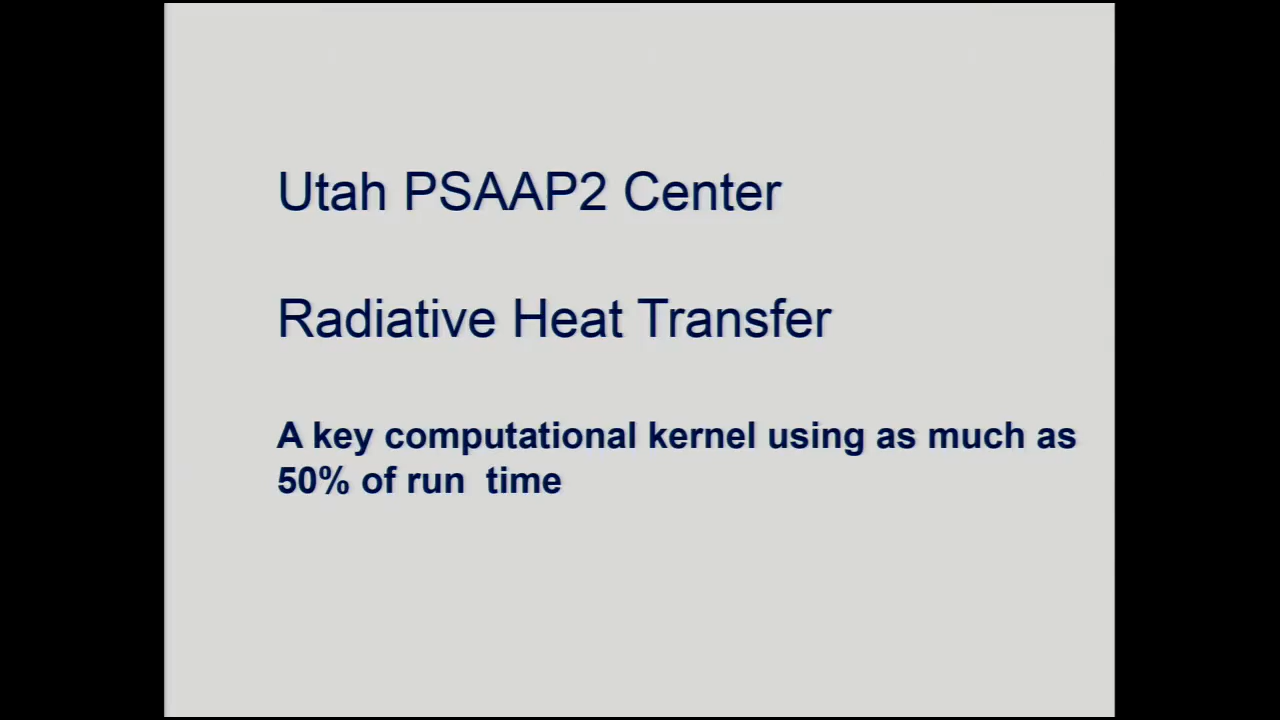 Utah PSAAP2 Center
Radiative Heat Transfer
A key computational kernel using as much as
50% of run  time